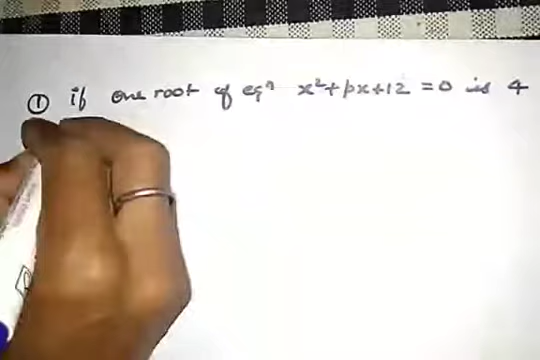 ① if one root of eqⁿ x²+px+12 = 0 is 4